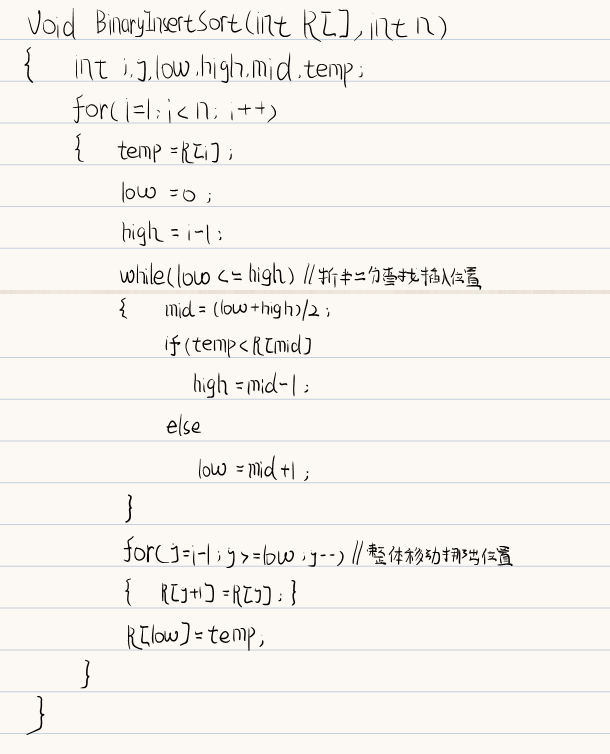 Void BinaryInsertSort(int R[],int n)
{ int i,j,low,high,mid,temp;
for(i=1;i<n;i++)
{ temp=R[i];
low=0;
high=i-1;
while(low<=high) //折半二分查找插入位置
{ mid=(low+high)/2;
if(temp<R[mid]
high=mid-1;
else
low=mid+1;
}
for(j=i-1;j>=low;j--) //整体移动挪出位置
{ R[j+1]=R[j];}
R[low]=temp;
}
}